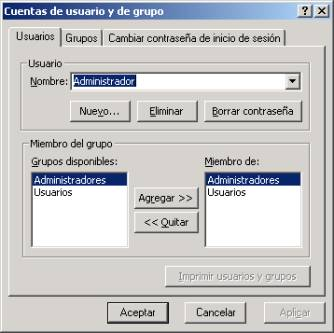 Cuentas de usuario y de grupo
Usuarios Grupos Cambiar contraseña de inicio de sesión
Usuario
Nombre: Administrador
Nuevo... Eliminar Borrar contraseña
Miembro del grupo
Grupos disponibles: Miembro de:
Administradores Administradores
Usuarios Usuarios
Agregar >>
<< Quitar
Imprimir usuarios y grupos
Aceptar Cancelar Aplicar